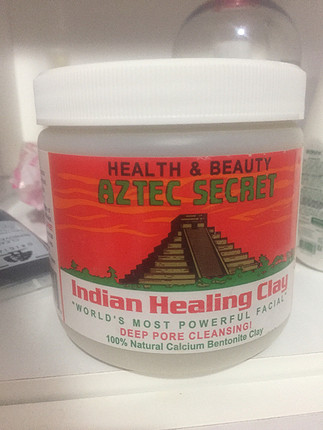 HEALTH & BEAUTY
AZTEC SECRET
Indian Healing Clay
"WORLD'S MOST POWERFUL FACIAL"
DEEP PORE CLEANSING!
100% Natural Calcium Bentonite Clay